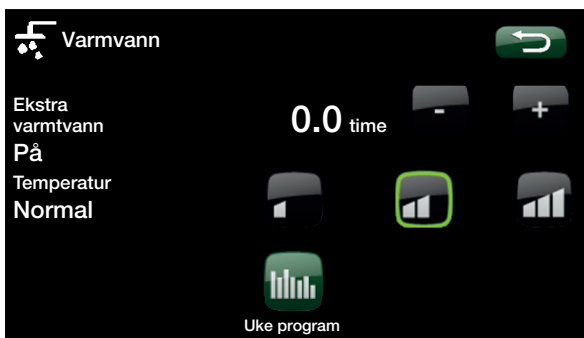 Varmvann
Ekstra
varmtvann
0.0 time
- +
På
Temperatur
Normal
Uke program